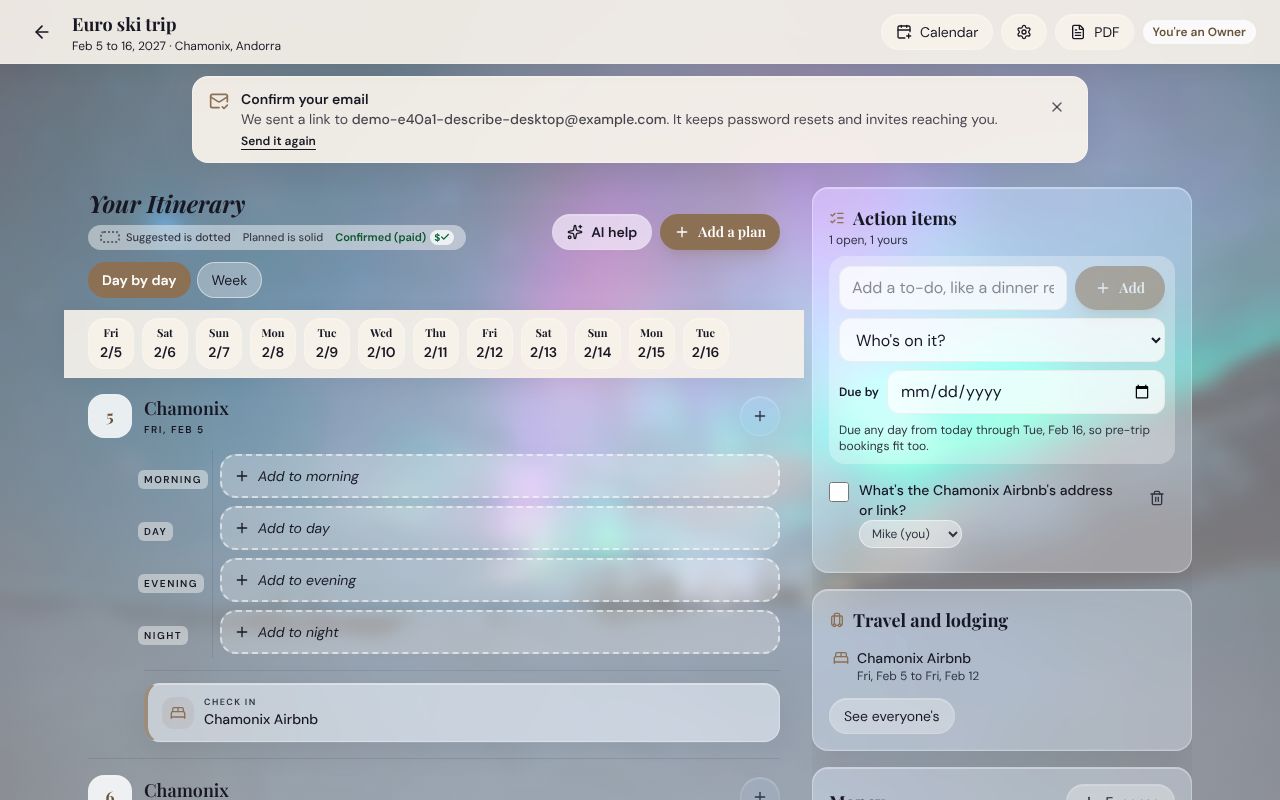 Euro ski trip
Feb 5 to 16, 2027 · Chamonix, Andorra
Calendar
PDF
You're an Owner
Confirm your email
We sent a link to demo-e40a1-describe-desktop@example.com. It keeps password resets and invites reaching you.
Send it again
Your Itinerary
Suggested is dotted Planned is solid Confirmed (paid) $✓
AI help
+ Add a plan
Day by day
Week
Fri 2/5
Sat 2/6
Sun 2/7
Mon 2/8
Tue 2/9
Wed 2/10
Thu 2/11
Fri 2/12
Sat 2/13
Sun 2/14
Mon 2/15
Tue 2/16
5
Chamonix
FRI, FEB 5
+
MORNING
+ Add to morning
DAY
+ Add to day
EVENING
+ Add to evening
NIGHT
+ Add to night
CHECK IN
Chamonix Airbnb
6
Chamonix
+
Action items
1 open, 1 yours
Add a to-do, like a dinner re
+ Add
Who's on it?
Due by
mm/dd/yyyy
Due any day from today through Tue, Feb 16, so pre-trip
bookings fit too.
What's the Chamonix Airbnb's address
or link?
Mike (you)
Travel and lodging
Chamonix Airbnb
Fri, Feb 5 to Fri, Feb 12
See everyone's